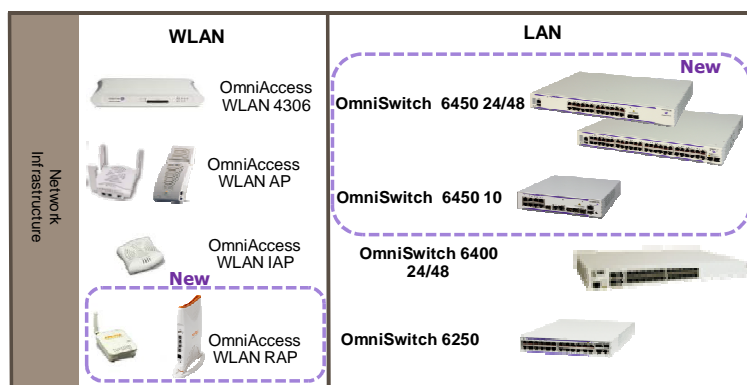 Network
Infrastructure
WLAN
OmniAccess
WLAN 4306
OmniAccess
WLAN AP
OmniAccess
WLAN IAP
New
OmniAccess
WLAN RAP
LAN
New
OmniSwitch 6450 24/48
OmniSwitch 6450 10
OmniSwitch 6400
24/48
OmniSwitch 6250